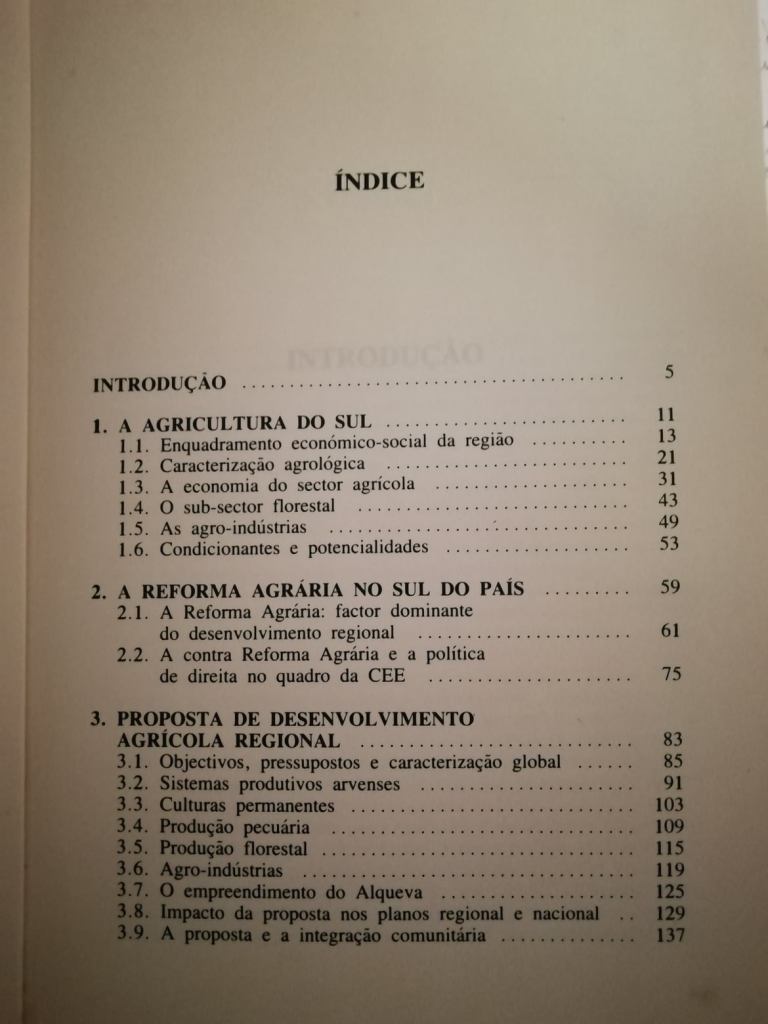 ÍNDICE
INTRODUÇÃO ........................................ 5
1. A AGRICULTURA DO SUL .......................... 11
1.1. Enquadramento económico-social da região .......... 13
1.2. Caracterização agrológica .......................... 21
1.3. A economia do sector agrícola ..................... 31
1.4. O sub-sector florestal ............................. 43
1.5. As agro-indústrias ................................ 49
1.6. Condicionantes e potencialidades .................... 53
2. A REFORMA AGRÁRIA NO SUL DO PAÍS ......... 59
2.1. A Reforma Agrária: factor dominante
do desenvolvimento regional ....................... 61
2.2. A contra Reforma Agrária e a política
de direita no quadro da CEE ...................... 75
3. PROPOSTA DE DESENVOLVIMENTO
AGRÍCOLA REGIONAL ............................. 83
3.1. Objectivos, pressupostos e caracterização global ...... 85
3.2. Sistemas produtivos arvenses ....................... 91
3.3. Culturas permanentes .............................. 103
3.4. Produção pecuária ................................ 109
3.5. Produção florestal ................................. 115
3.6. Agro-indústrias ................................... 119
3.7. O empreendimento do Alqueva ..................... 125
3.8. Impacto da proposta nos planos regional e nacional .. 129
3.9. A proposta e a integração comunitária .............. 137